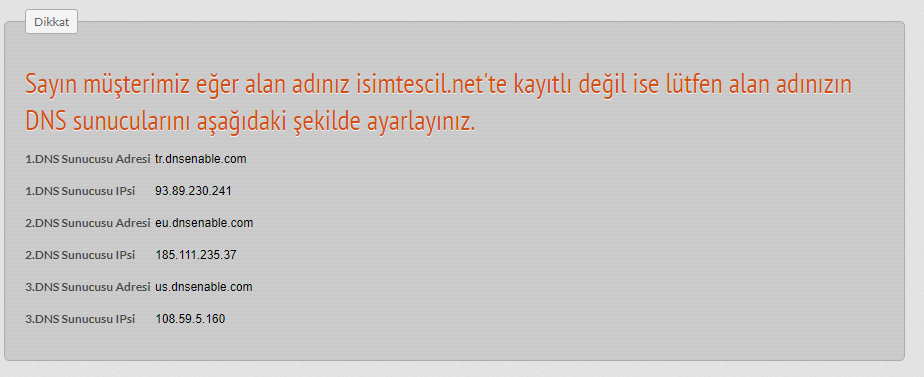 Dikkat
Sayın müşterimiz eğer alan adınız isimtescil.net'te kayıtlı değil ise lütfen alan adınızın
DNS sunucularını aşağıdaki şekilde ayarlayınız.
1.DNS Sunucusu Adresi tr.dnsenable.com
1.DNS Sunucusu IPsi 93.89.230.241
2.DNS Sunucusu Adresi eu.dnsenable.com
2.DNS Sunucusu IPsi 185.111.235.37
3.DNS Sunucusu Adresi us.dnsenable.com
3.DNS Sunucusu IPsi 108.59.5.160